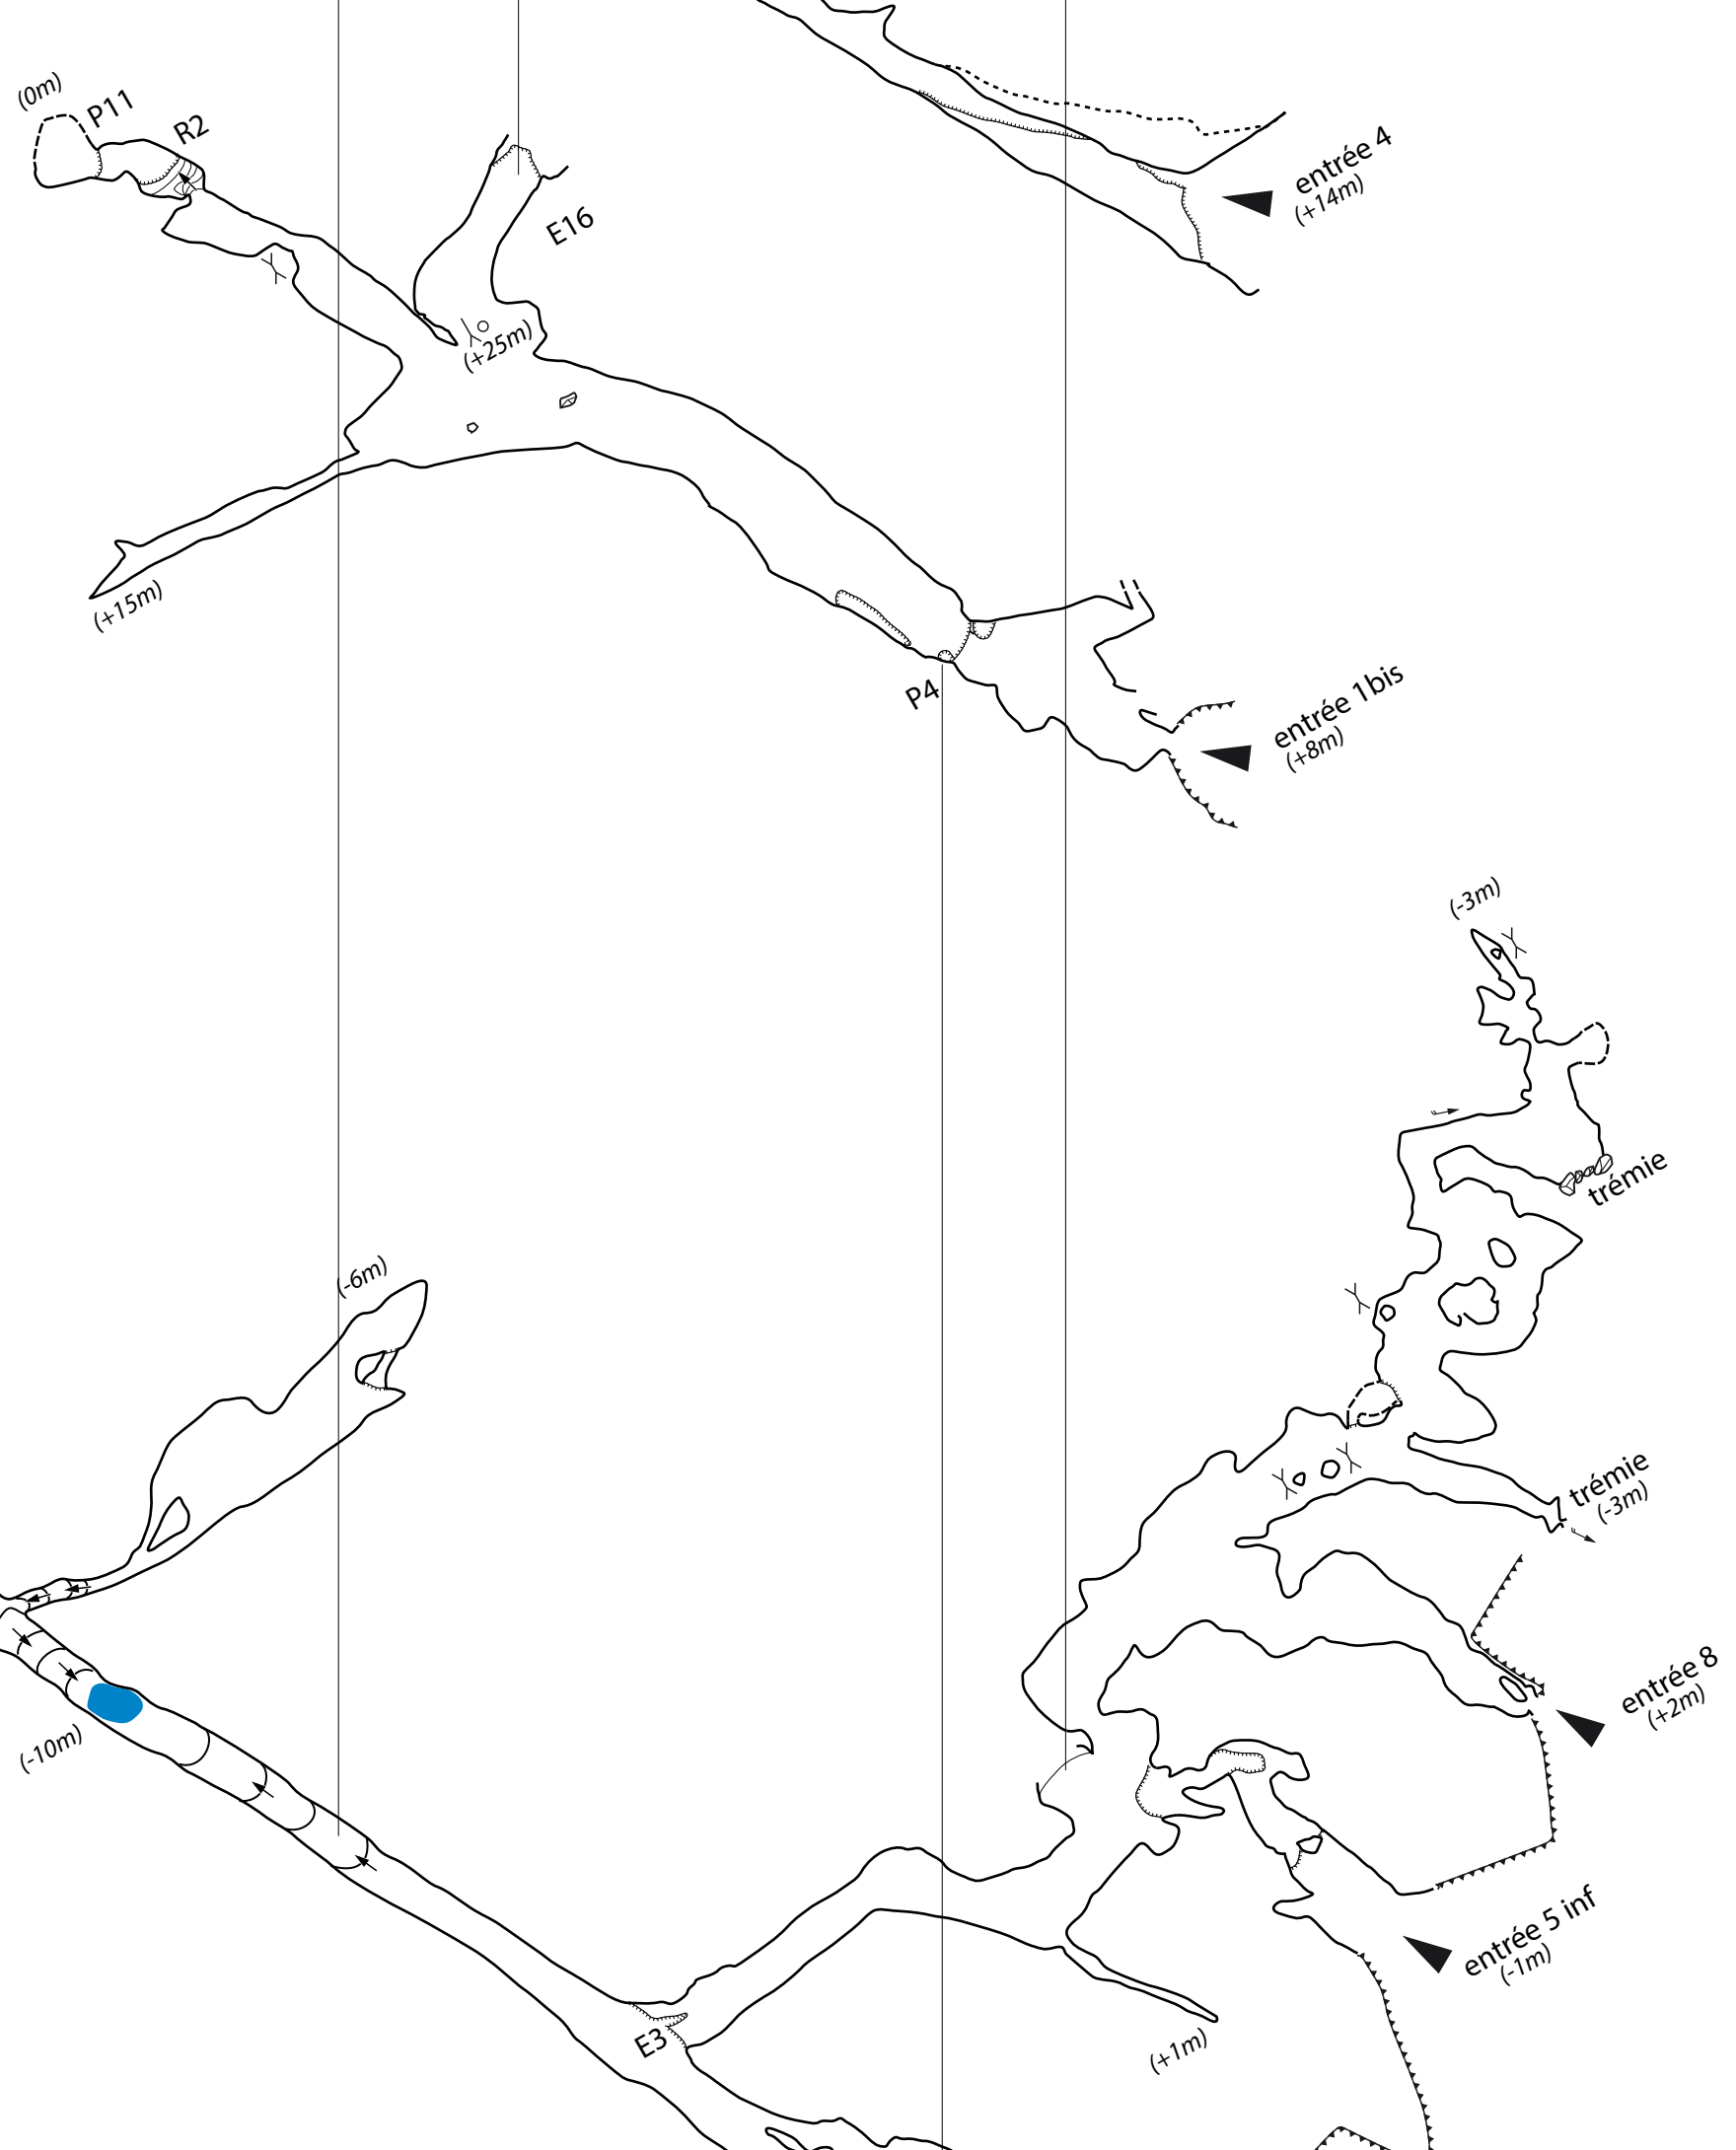 (0m)
P11
R2
entrée 4
(+14m)
E16
(+25m)
(+15m)
P4
entrée 1bis
(+8m)
(-3m)
trémie
(-6m)
trémie
(-3m)
entrée 8
(+2m)
(-10m)
entrée 5 inf
(-1m)
E3
(+1m)